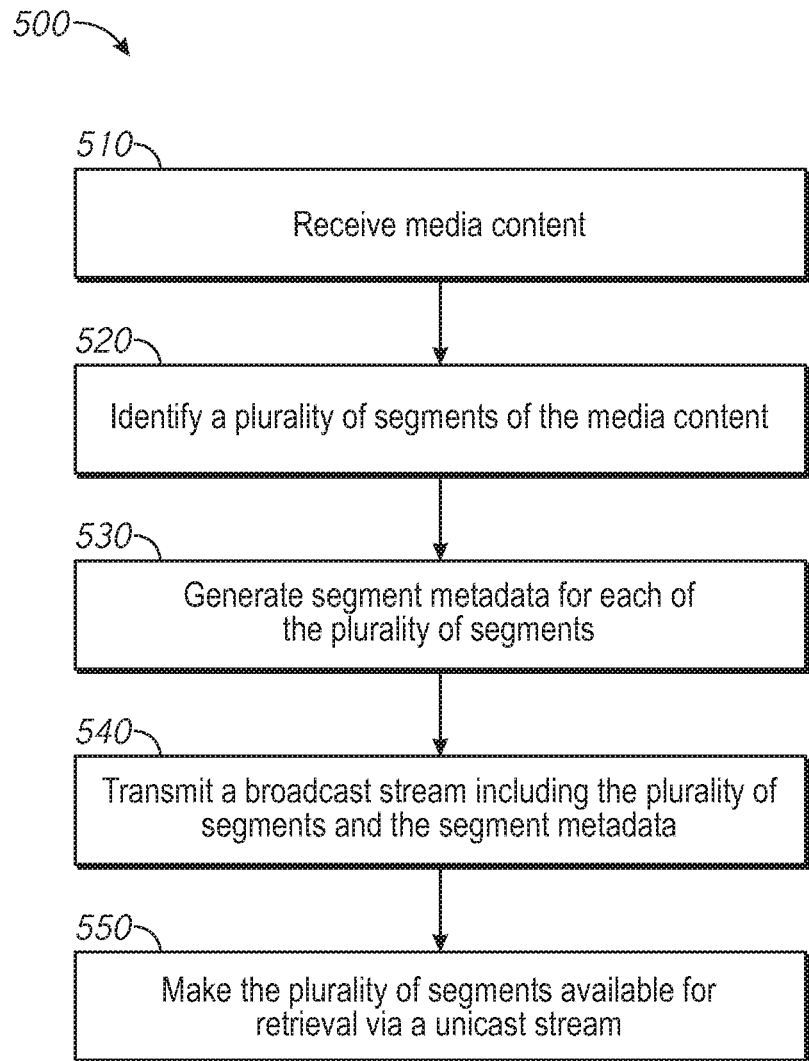 500
510
Receive media content
520
Identify a plurality of segments of the media content
530
Generate segment metadata for each of
the plurality of segments
540
Transmit a broadcast stream including the plurality of
segments and the segment metadata
550
Make the plurality of segments available for
retrieval via a unicast stream